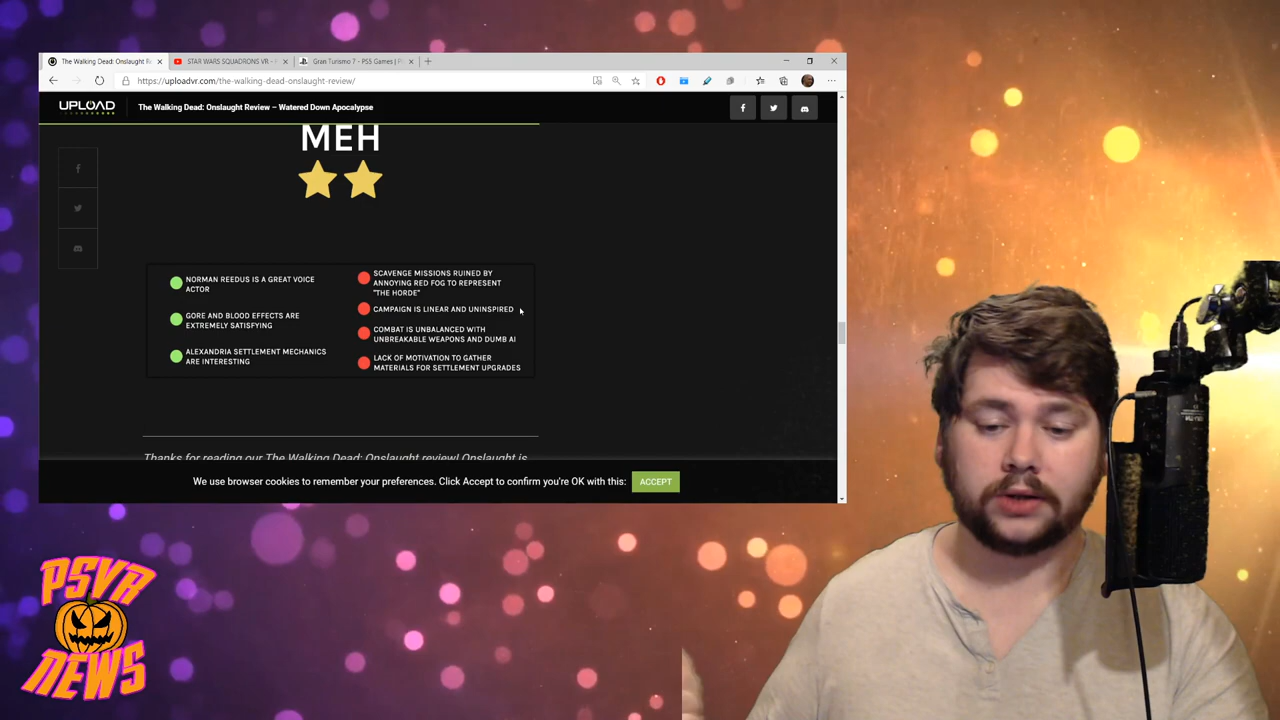 The Walking Dead: Onslaught Re
STAR WARS SQUADRONS VR -
Gran Turismo 7 - PS5 Games | P
https://uploadvr.com/the-walking-dead-onslaught-review/
UPLOAD
The Walking Dead: Onslaught Review – Watered Down Apocalypse
MEH
NORMAN REEDUS IS A GREAT VOICE
ACTOR
GORE AND BLOOD EFFECTS ARE
EXTREMELY SATISFYING
ALEXANDRIA SETTLEMENT MECHANICS
ARE INTERESTING
SCAVENGE MISSIONS RUINED BY
ANNOYING RED FOG TO REPRESENT
"THE HORDE"
CAMPAIGN IS LINEAR AND UNINSPIRED
COMBAT IS UNBALANCED WITH
UNBREAKABLE WEAPONS AND DUMB AI
LACK OF MOTIVATION TO GATHER
MATERIALS FOR SETTLEMENT UPGRADES
Thanks for reading our The Walking Dead: Onslaught review! Onslaught is
We use browser cookies to remember your preferences. Click Accept to confirm you're OK with this:
ACCEPT
PSVR
NEWS